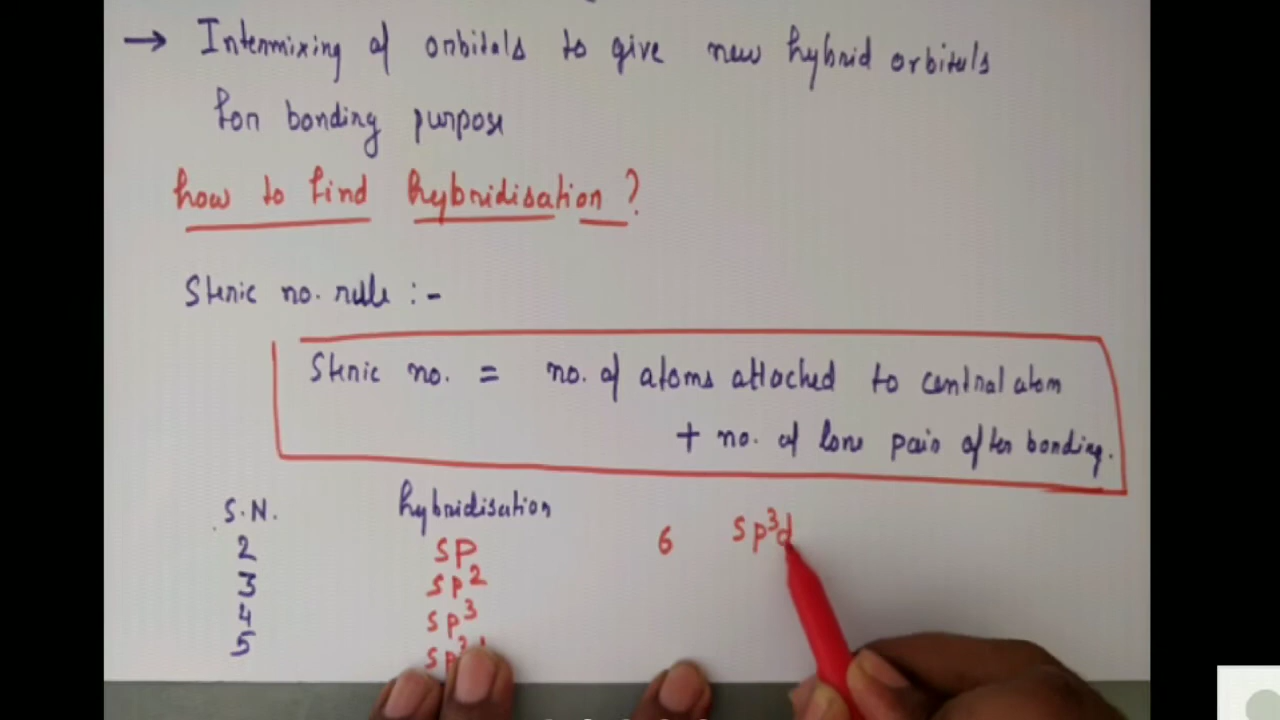 → Intermixing of orbitals to give new hybrid orbitals
for bonding purpose
how to find hybridisation?
Steric no. rule :-
Steric no. = no. of atoms attached to central atom
+ no. of lone pair after bonding.
S.N. hybridisation
2 sp
3 sp²
4 sp³
5
6 sp³d